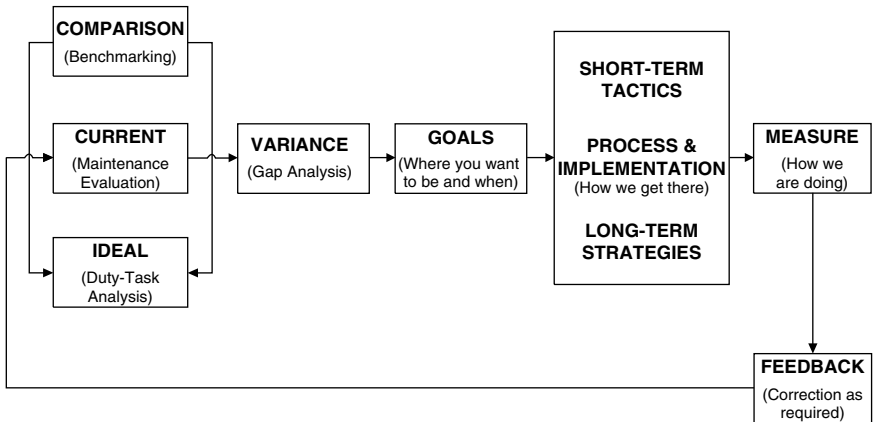 COMPARISON
(Benchmarking)
CURRENT
(Maintenance
Evaluation)
IDEAL
(Duty-Task
Analysis)
VARIANCE
(Gap Analysis)
GOALS
(Where you want
to be and when)
SHORT-TERM
TACTICS
PROCESS &
IMPLEMENTATION
(How we get there)
LONG-TERM
STRATEGIES
MEASURE
(How we
are doing)
FEEDBACK
(Correction as
required)